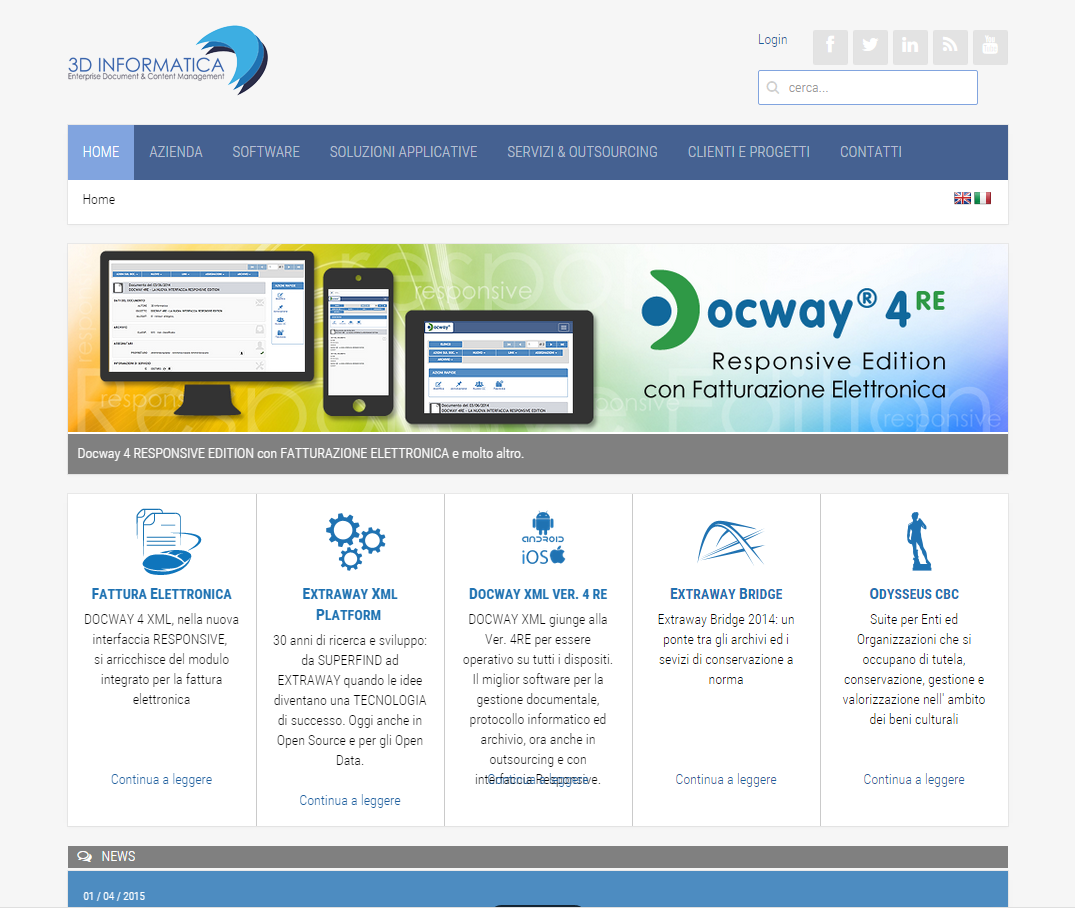 3D INFORMATICA
Enterprise Document & Content Management
Login
cerca...
HOME AZIENDA SOFTWARE SOLUZIONI APPLICATIVE SERVIZI & OUTSOURCING CLIENTI E PROGETTI CONTATTI
Home
responsive
Docway® 4 RE
Responsive Edition
con Fatturazione Elettronica
responsive
Docway 4 RESPONSIVE EDITION con FATTURAZIONE ELETTRONICA e molto altro.
FATTURA ELETTRONICA
DOCWAY 4 XML, nella nuova
interfaccia RESPONSIVE,
si arricchisce del modulo
integrato per la fattura
elettronica
Continua a leggere
EXTRAWAY XML
PLATFORM
30 anni di ricerca e sviluppo:
da SUPERFIND ad
EXTRAWAY quando le idee
diventano una TECNOLOGIA
di successo. Oggi anche in
Open Source e per gli Open
Data.
Continua a leggere
ANDROID
iOS
DOCWAY XML VER. 4 RE
DOCWAY XML giunge alla
Ver. 4RE per essere
operativo su tutti i dispositi.
Il miglior software per la
gestione documentale,
protocollo informatico ed
archivio, ora anche in
outsourcing e con
interfaccia Responsive.
Continua a leggere
EXTRAWAY BRIDGE
Extraway Bridge 2014: un
ponte tra gli archivi ed i
sevizi di conservazione a
norma
Continua a leggere
ODYSSEUS CBC
Suite per Enti ed
Organizzazioni che si
occupano di tutela,
conservazione, gestione e
valorizzazione nell' ambito
dei beni culturali
Continua a leggere
NEWS
01 / 04 / 2015